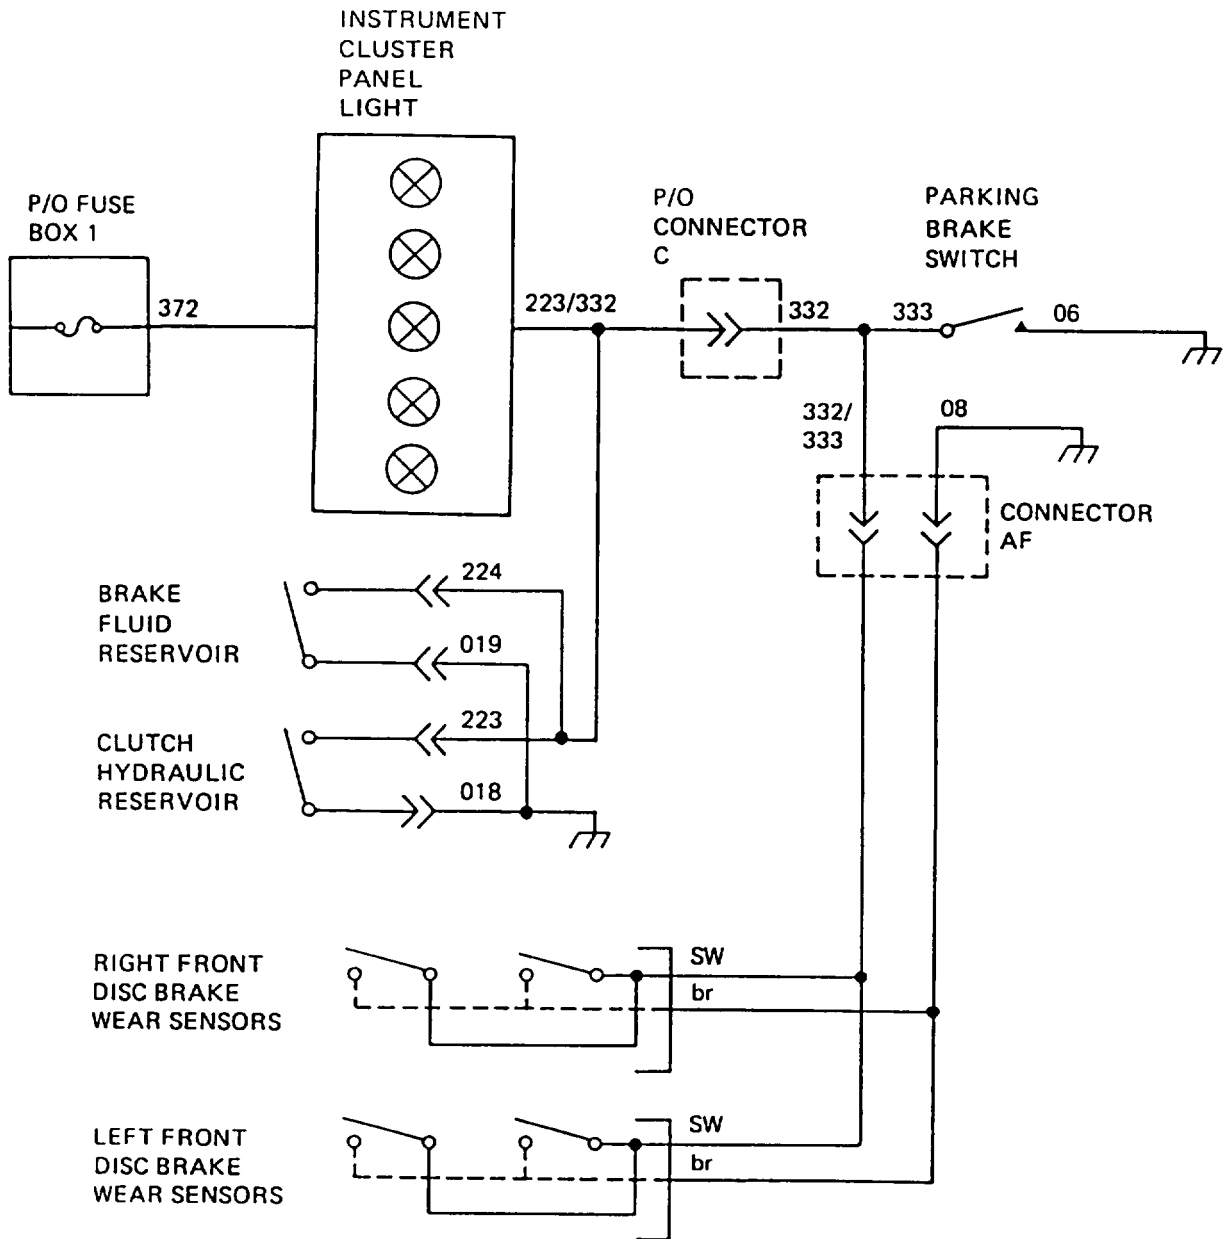 INSTRUMENT
CLUSTER
PANEL
LIGHT
P/O FUSE
BOX 1
P/O
CONNECTOR
C
PARKING
BRAKE
SWITCH
372
223/332
332
333
06
332/
333
08
CONNECTOR
AF
BRAKE
FLUID
RESERVOIR
224
019
CLUTCH
HYDRAULIC
RESERVOIR
223
018
RIGHT FRONT
DISC BRAKE
WEAR SENSORS
SW
br
LEFT FRONT
DISC BRAKE
WEAR SENSORS
SW
br